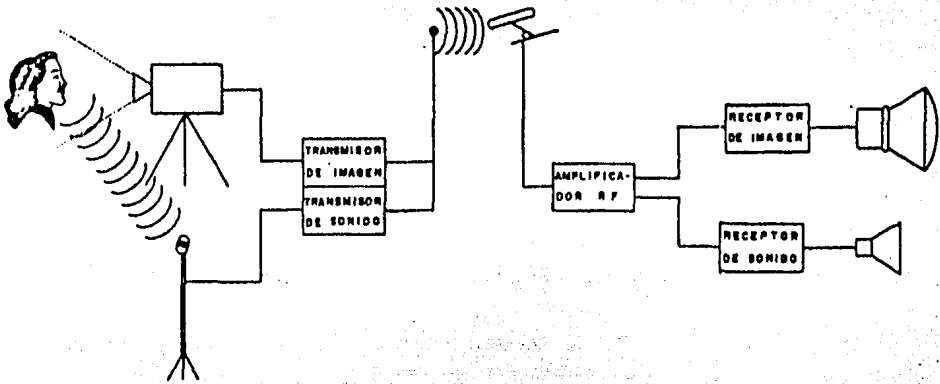 TRANSMISOR
DE IMAGEN
TRANSMISOR
DE SONIDO
AMPLIFICA-
DOR RF
RECEPTOR
DE IMAGEN
RECEPTOR
DE SONIDO